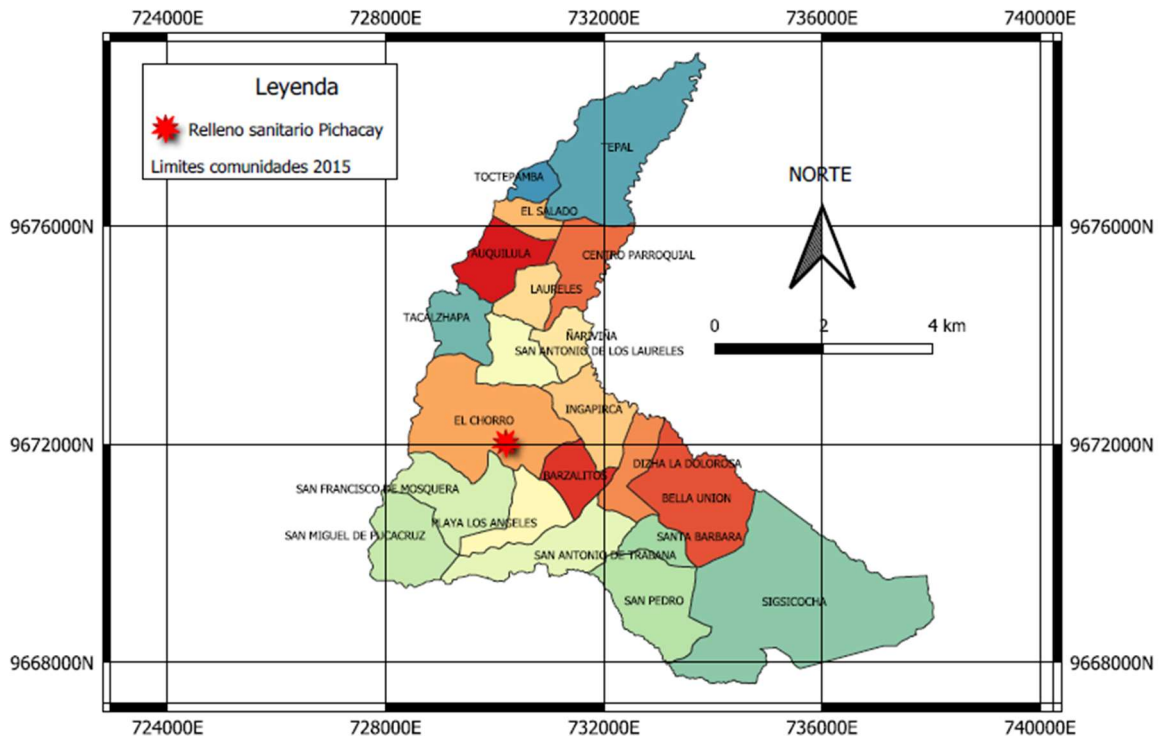 724000E 728000E 732000E 736000E 740000E
Leyenda
Relleno sanitario Pichacay
Limites comunidades 2015
TEPAL
TOCTEPAMBA
NORTE
EL SALADO
9676000N 9676000N
AUQUILULA
CENTRO PARROQUIAL
LAURELES
TACALZHAPA
0 2 4 km
ÑARIVIÑA
SAN ANTONIO DE LOS LAURELES
INGAPIRCA
EL CHORRO
9672000N 9672000N
DIZHA LA DOLOROSA
BARZALITOS
SAN FRANCISCO DE MOSQUERA
BELLA UNION
PLAYA LOS ANGELES
SAN MIGUEL DE PUCACRUZ
SANTA BARBARA
SAN ANTONIO DE TRABANA
SAN PEDRO
SIGSICOCHA
9668000N 9668000N
724000E 728000E 732000E 736000E 740000E